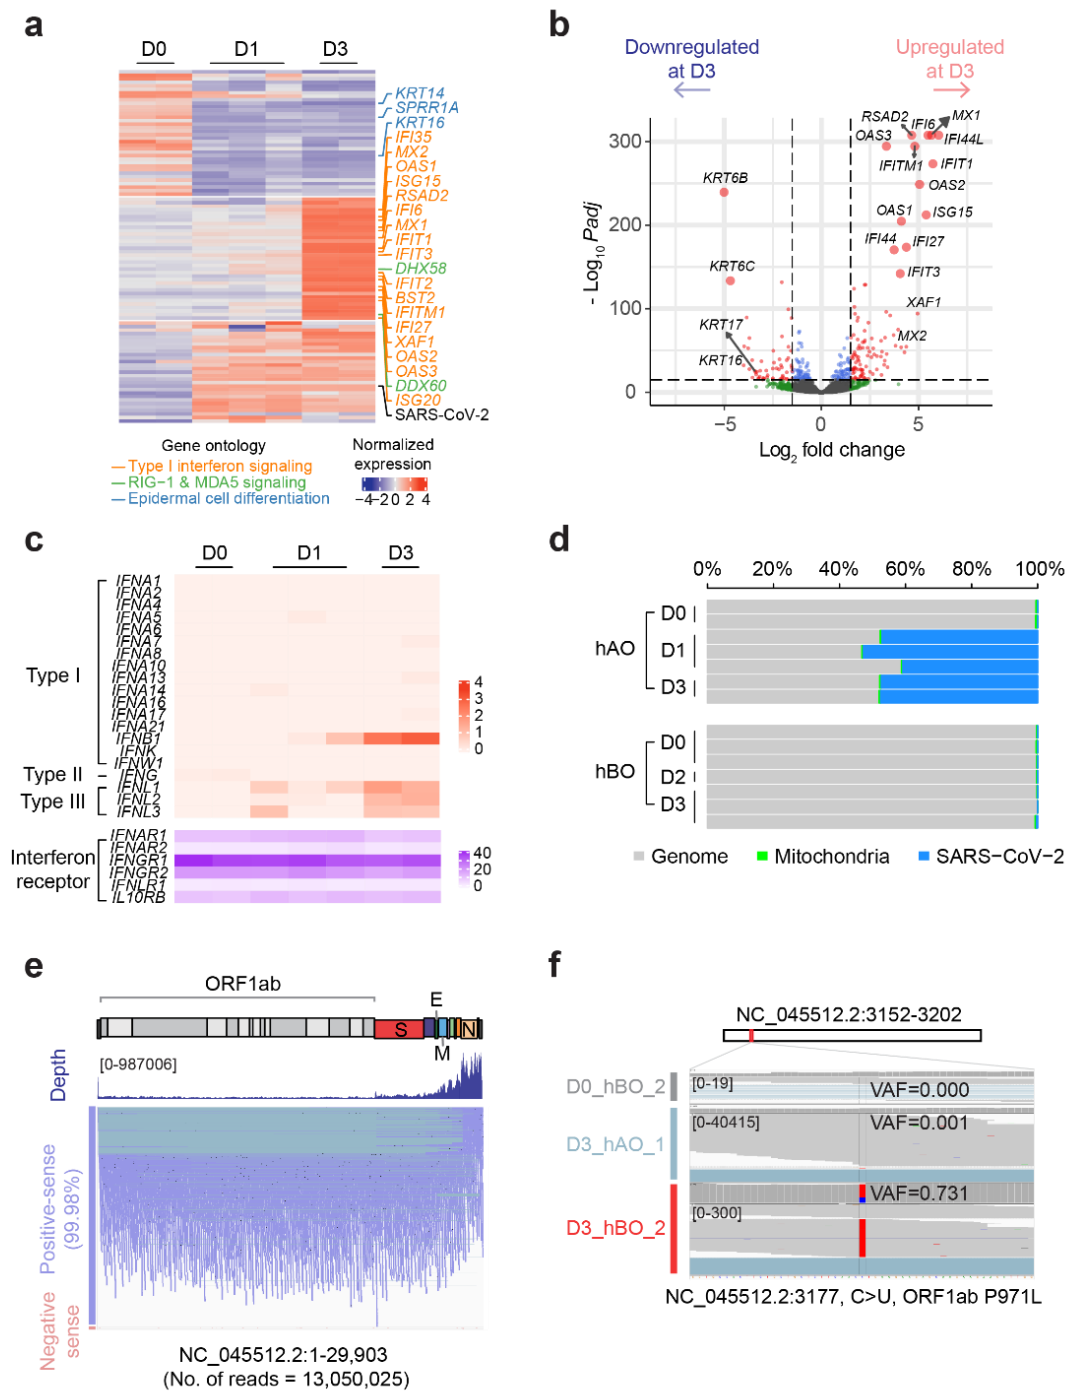 a
D0 D1 D3
KRT14
SPRR1A
KRT16
IFI35
MX2
OAS1
ISG15
RSAD2
IFI6
MX1
IFIT1
IFIT3
DHX58
IFIT2
BST2
IFITM1
IFI27
XAF1
OAS2
OAS3
DDX60
ISG20
SARS-CoV-2
Gene ontology
Type I interferon signaling
RIG-1 & MDA5 signaling
Epidermal cell differentiation
Normalized
expression
-4 -2 0 2 4
b
Downregulated
at D3
Upregulated
at D3
RSAD2 IFI6 MX1
OAS3 IFI44L
IFITM1 IFIT1
OAS2
KRT6B
OAS1 ISG15
IFI44 IFI27
KRT6C IFIT3
XAF1
KRT17
MX2
KRT16
300
200
100
0
- Log10 Padj
-5 0 5
Log2 fold change
c
D0 D1 D3
IFNA1
IFNA2
IFNA4
IFNA5
IFNA6
IFNA7
IFNA8
IFNA10
IFNA13
IFNA14
IFNA16
IFNA17
IFNA21
IFNB1
IFNK
IFNW1
IFNG
IFNL1
IFNL2
IFNL3
Type I
Type II
Type III
4
3
2
1
0
IFNAR1
IFNAR2
IFNGR1
IFNGR2
IFNLR1
IL10RB
Interferon
receptor
40
20
0
d
0% 20% 40% 60% 80% 100%
hAO
D0
D1
D3
hBO
D0
D2
D3
Genome Mitochondria SARS-CoV-2
e
ORF1ab
E
S N
M
Depth
[0-987006]
Positive-sense
(99.98%)
Negative
sense
NC_045512.2:1-29,903
(No. of reads = 13,050,025)
f
NC_045512.2:3152-3202
D0_hBO_2
[0-19]
VAF=0.000
D3_hAO_1
[0-40415]
VAF=0.001
D3_hBO_2
[0-300]
VAF=0.731
NC_045512.2:3177, C>U, ORF1ab P971L